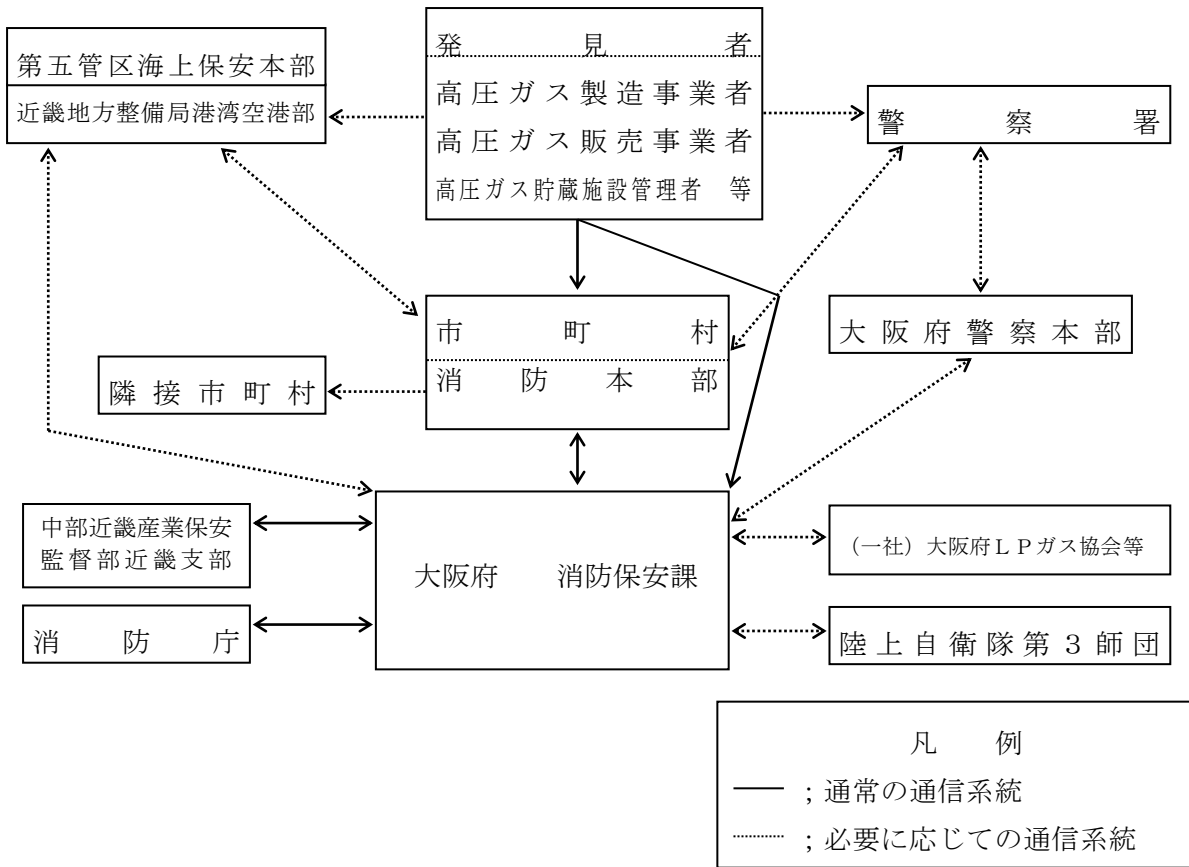 発見者
高圧ガス製造事業者
高圧ガス販売事業者
高圧ガス貯蔵施設管理者 等
第五管区海上保安本部
近畿地方整備局港湾空港部
警察署
市町村
消防本部
大阪府警察本部
隣接市町村
中部近畿産業保安
監督部近畿支部
大阪府 消防保安課
(一社)大阪府LPガス協会等
消防庁
陸上自衛隊第3師団
凡例
;通常の通信系統
;必要に応じての通信系統